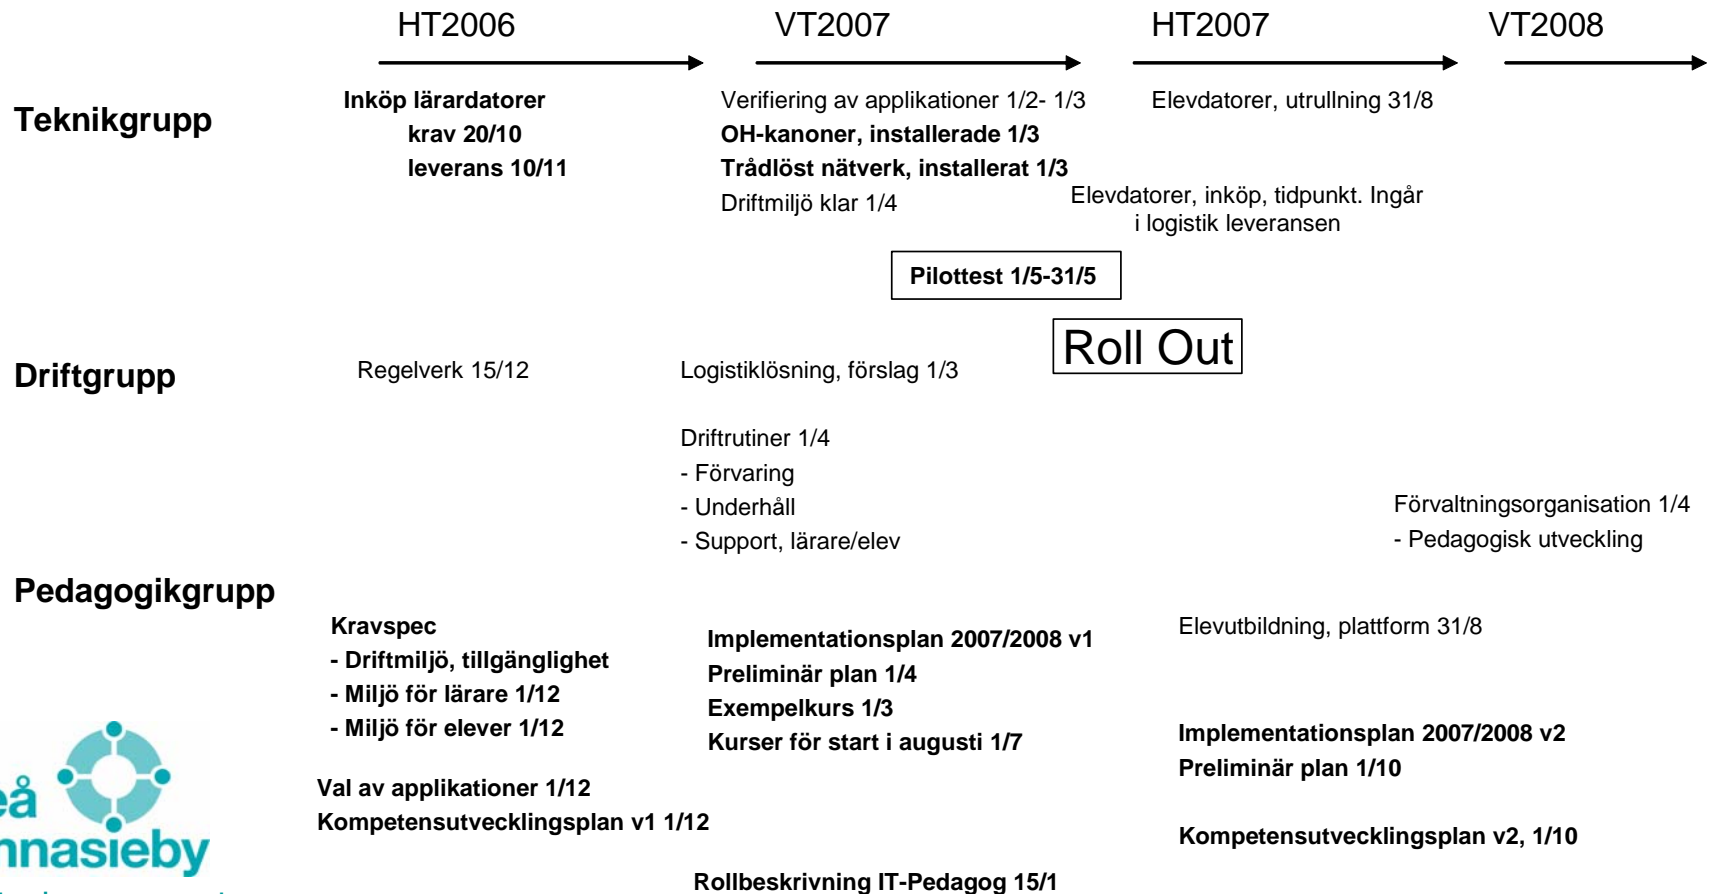 HT2006
VT2007
HT2007
VT2008
Teknikgrupp
Inköp lärardatorer
krav 20/10
leverans 10/11
Verifiering av applikationer 1/2- 1/3
OH-kanoner, installerade 1/3
Trådlöst nätverk, installerat 1/3
Driftmiljö klar 1/4
Elevdatorer, utrullning 31/8
Elevdatorer, inköp, tidpunkt. Ingår
i logistik leveransen
Pilottest 1/5-31/5
Roll Out
Driftgrupp
Regelverk 15/12
Logistiklösning, förslag 1/3
Driftrutiner 1/4
- Förvaring
- Underhåll
- Support, lärare/elev
Förvaltningsorganisation 1/4
- Pedagogisk utveckling
Pedagogikgrupp
Kravspec
- Driftmiljö, tillgänglighet
- Miljö för lärare 1/12
- Miljö för elever 1/12
Val av applikationer 1/12
Kompetensutvecklingsplan v1 1/12
Implementationsplan 2007/2008 v1
Preliminär plan 1/4
Exempelkurs 1/3
Kurser för start i augusti 1/7
Rollbeskrivning IT-Pedagog 15/1
Elevutbildning, plattform 31/8
Implementationsplan 2007/2008 v2
Preliminär plan 1/10
Kompetensutvecklingsplan v2, 1/10
eå
nnasieby